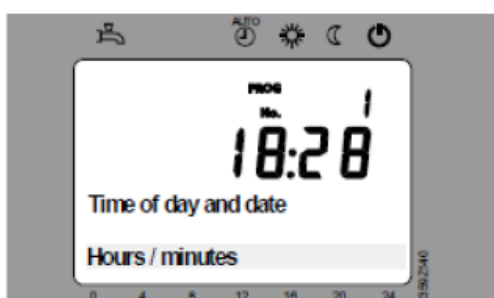 AUTO
PROG
No. 1
18:28
Time of day and date
Hours / minutes
0 4 8 12 16 20 24